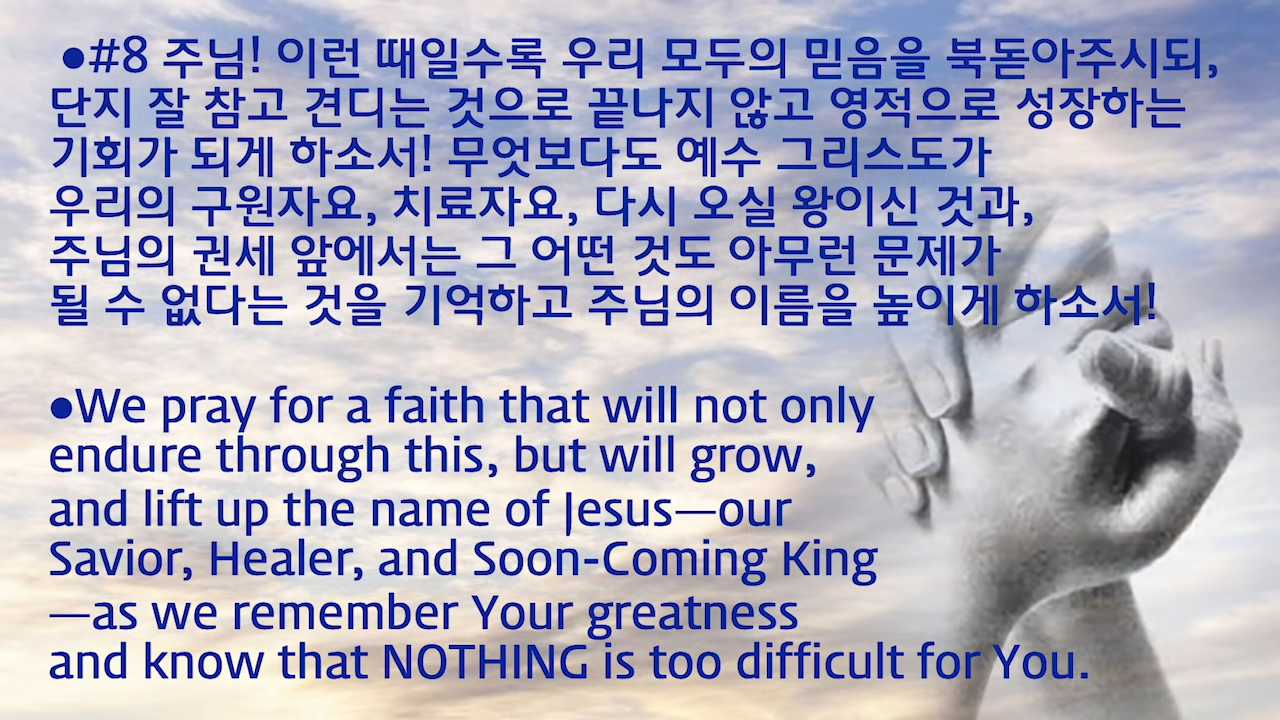 ●#8 주님! 이런 때일수록 우리 모두의 믿음을 북돋아주시되,
단지 잘 참고 견디는 것으로 끝나지 않고 영적으로 성장하는
기회가 되게 하소서! 무엇보다도 예수 그리스도가
우리의 구원자요, 치료자요, 다시 오실 왕이신 것과,
주님의 권세 앞에서는 그 어떤 것도 아무런 문제가
될 수 없다는 것을 기억하고 주님의 이름을 높이게 하소서!
●We pray for a faith that will not only
endure through this, but will grow,
and lift up the name of Jesus—our
Savior, Healer, and Soon-Coming King
—as we remember Your greatness
and know that NOTHING is too difficult for You.